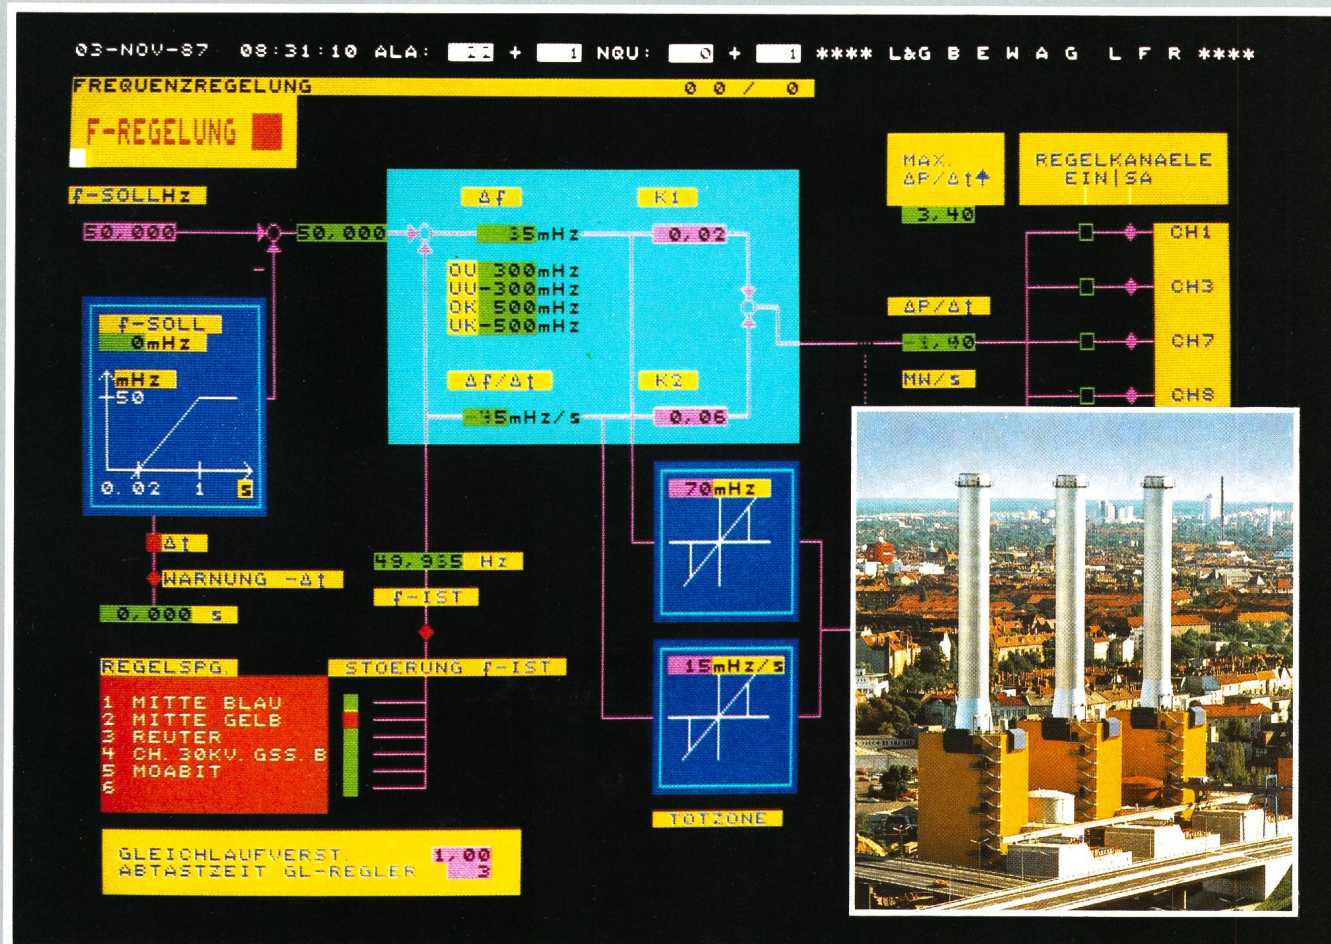 03-NOV-87 08:31:10 ALA: 22 + 1 NQU: 0 + 1 **** L&G B E W A G L F R ****
FREQUENZREGELUNG 0 0 / 0
F-REGELUNG
MAX. ΔP/Δt
REGELKANAELE
EIN|SA
3,40
f-SOLLHz
50,000
50,000
Δf
K1
35mHz
0,02
CH1
OU 300mHz
UU-300mHz
OK 500mHz
UK-500mHz
CH3
ΔP/Δt
f-SOLL
0mHz
CH7
mHz
50
0.02 1 s
Δf/Δt
K2
MW/s
CH8
-45mHz/s
0,06
70mHz
Δt
WARNUNG -Δt
0,000 s
49,935 Hz
f-IST
REGELSPG.
STOERUNG f-IST
15mHz/s
1 MITTE BLAU
2 MITTE GELB
3 REUTER
4 CH. 30KV. GSS. B
5 MOABIT
6
TOTZONE
GLEICHLAUFVERST. 1,00
ABTASTZEIT GL-REGLER 3